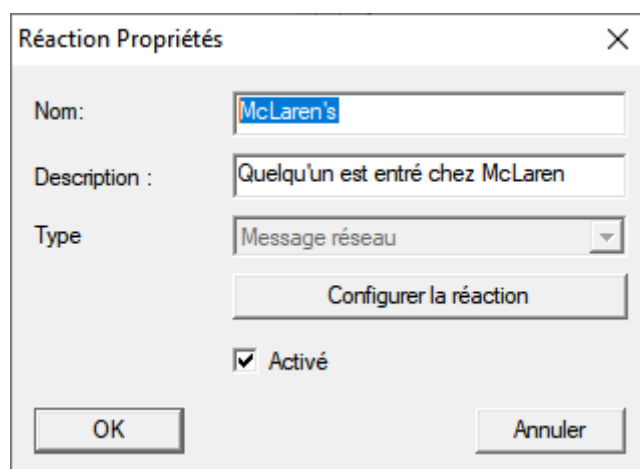 Réaction Propriétés
Nom:
McLaren's
Description :
Quelqu'un est entré chez McLaren
Type
Message réseau
Configurer la réaction
Activé
OK
Annuler